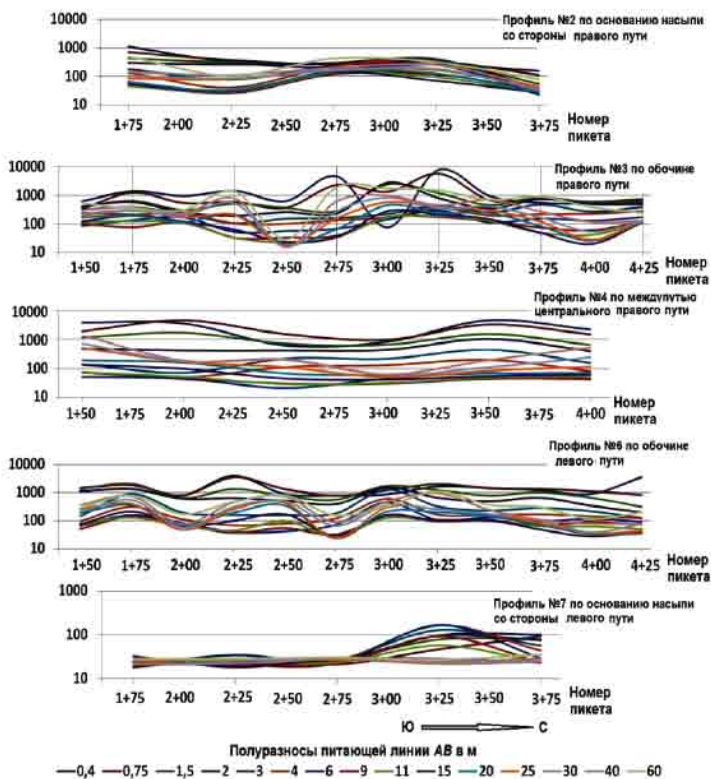 Профиль №2 по основанию насыпи
со стороны правого пути
10000
1000
100
10
1+75 2+00 2+25 2+50 2+75 3+00 3+25 3+50 3+75
Номер
пикета
Профиль №3 по обочине
правого пути
10000
1000
100
10
1+50 1+75 2+00 2+25 2+50 2+75 3+00 3+25 3+50 3+75 4+00 4+25
Номер
пикета
Профиль №4 по междупутью
центрального правого пути
10000
1000
100
10
1+50 1+75 2+00 2+25 2+50 2+75 3+00 3+25 3+50 3+75 4+00
Номер
пикета
Профиль №6 по обочине
левого пути
10000
1000
100
10
1+50 1+75 2+00 2+25 2+50 2+75 3+00 3+25 3+50 3+75 4+00 4+25
Номер
пикета
Профиль №7 по основанию насыпи
со стороны левого пути
1000
100
10
1+75 2+00 2+25 2+50 2+75 3+00 3+25 3+50 3+75
Номер
пикета
Ю С
Полуразносы питающей линии АВ в м
0,4 0,75 1,5 2 3 4 6 9 11 15 20 25 30 40 60